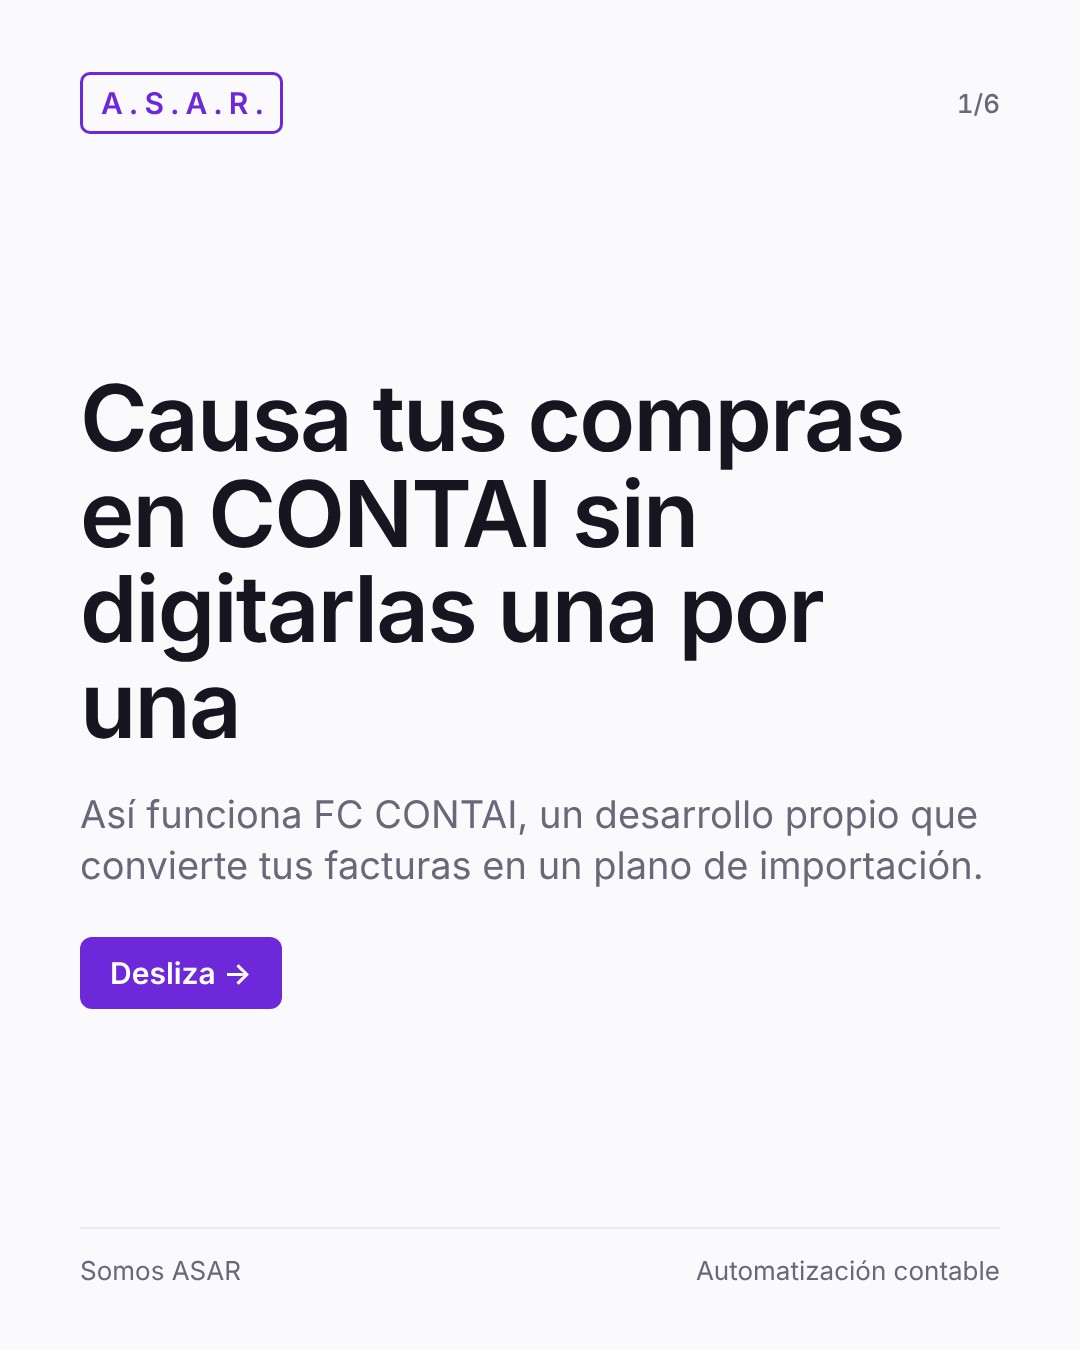 A.S.A.R.
1/6
Causa tus compras
en CONTAI sin
digitarlas una por
una
Así funciona FC CONTAI, un desarrollo propio que
convierte tus facturas en un plano de importación.
Desliza →
Somos ASAR
Automatización contable